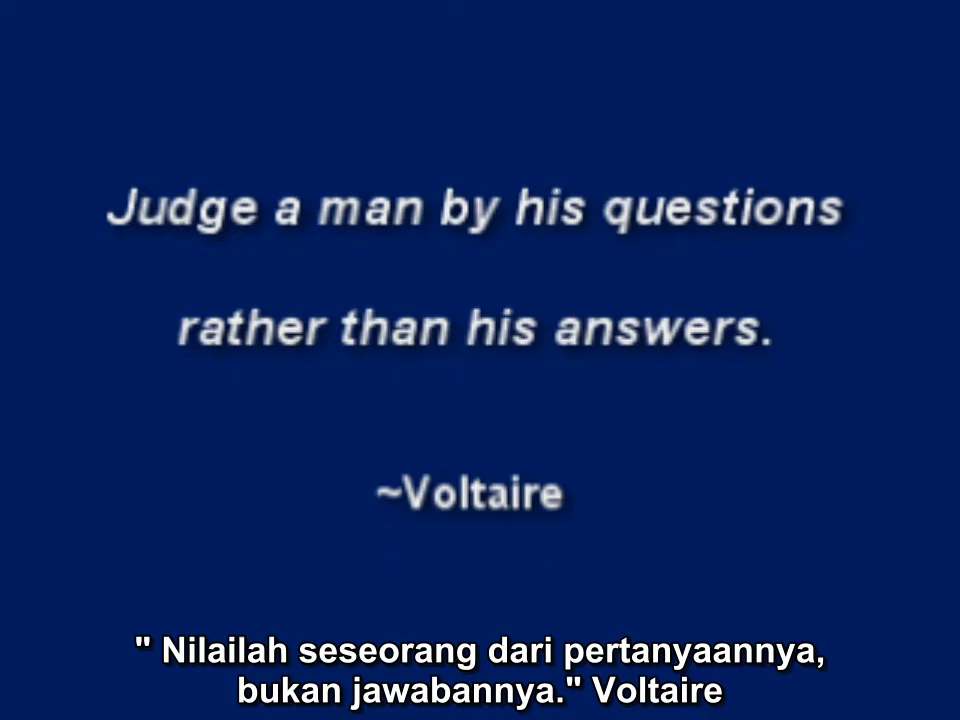 Judge a man by his questions
rather than his answers.
~Voltaire
" Nilailah seseorang dari pertanyaannya,
bukan jawabannya." Voltaire